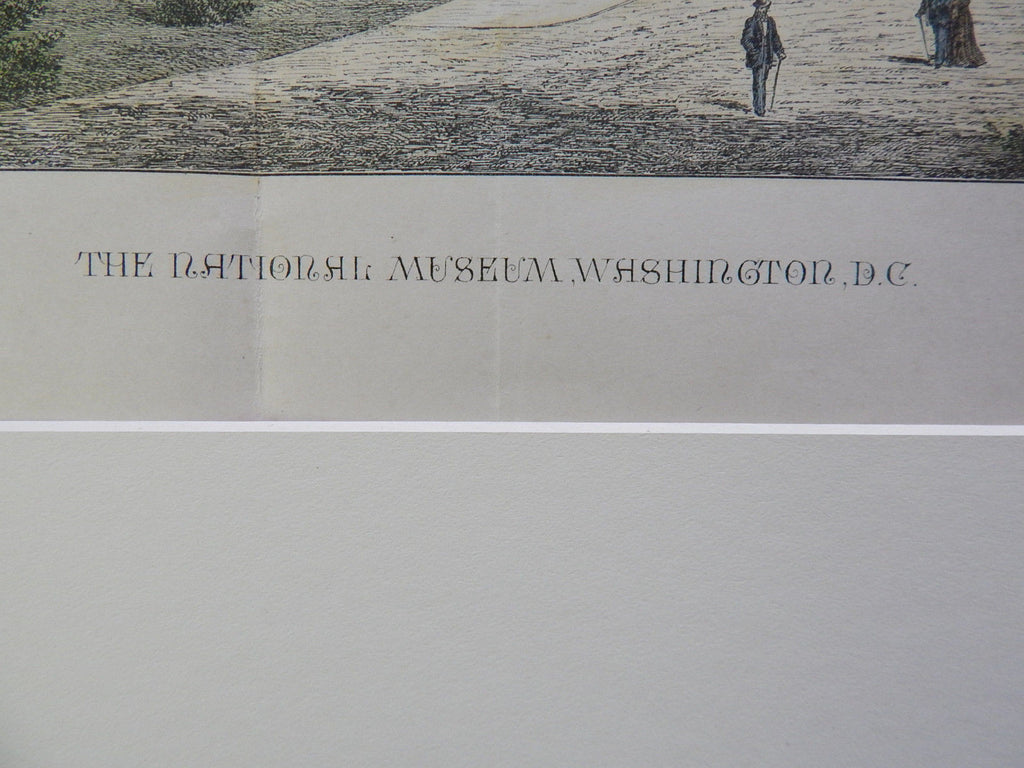 THE NATIONAL MUSEUM, WASHINGTON, D.C.